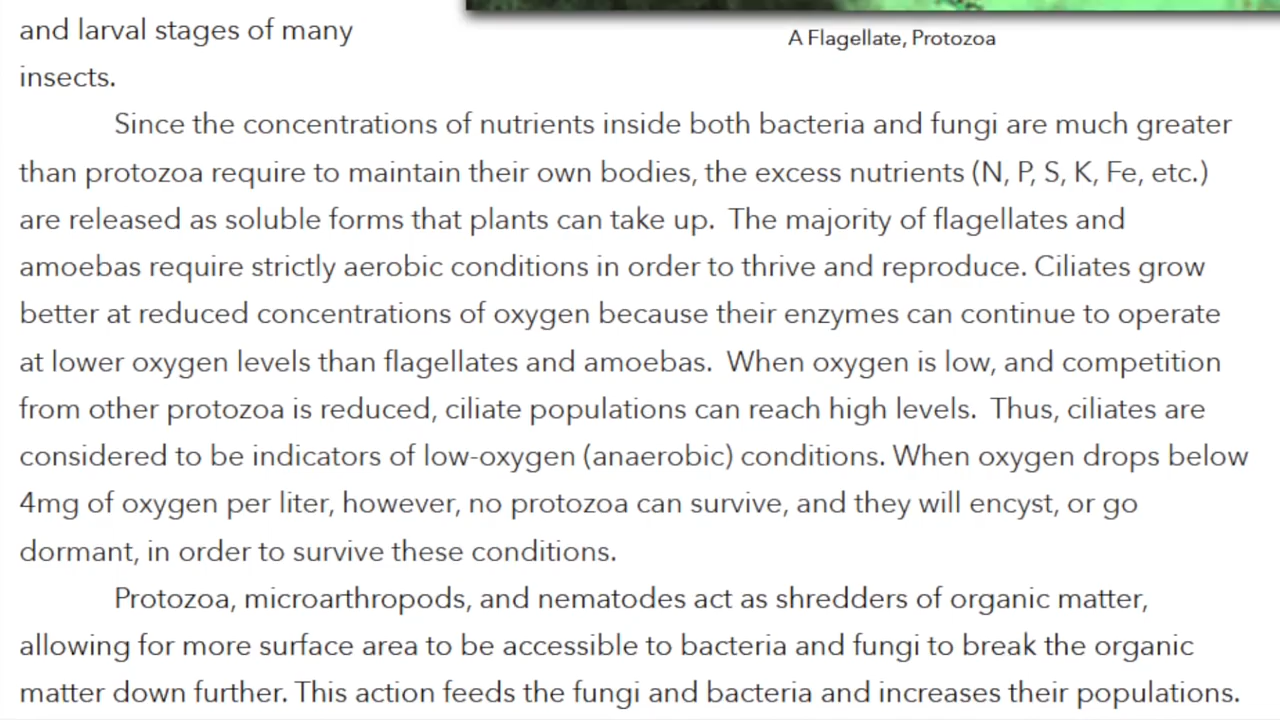 and larval stages of many
A Flagellate, Protozoa
insects.
Since the concentrations of nutrients inside both bacteria and fungi are much greater
than protozoa require to maintain their own bodies, the excess nutrients (N, P, S, K, Fe, etc.)
are released as soluble forms that plants can take up.  The majority of flagellates and
amoebas require strictly aerobic conditions in order to thrive and reproduce. Ciliates grow
better at reduced concentrations of oxygen because their enzymes can continue to operate
at lower oxygen levels than flagellates and amoebas.  When oxygen is low, and competition
from other protozoa is reduced, ciliate populations can reach high levels.  Thus, ciliates are
considered to be indicators of low-oxygen (anaerobic) conditions. When oxygen drops below
4mg of oxygen per liter, however, no protozoa can survive, and they will encyst, or go
dormant, in order to survive these conditions.
Protozoa, microarthropods, and nematodes act as shredders of organic matter,
allowing for more surface area to be accessible to bacteria and fungi to break the organic
matter down further. This action feeds the fungi and bacteria and increases their populations.